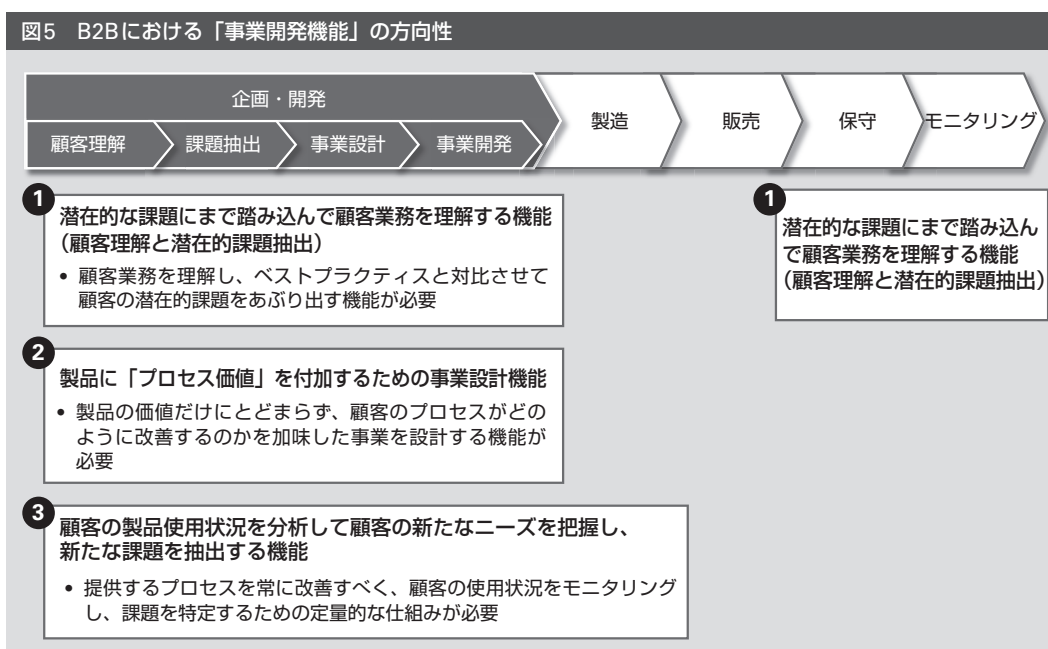 図5 B2Bにおける「事業開発機能」の方向性
企画・開発
顧客理解
課題抽出
事業設計
事業開発
製造
販売
保守
モニタリング
1
潜在的な課題にまで踏み込んで顧客業務を理解する機能
（顧客理解と潜在的課題抽出）
• 顧客業務を理解し、ベストプラクティスと対比させて
顧客の潜在的課題をあぶり出す機能が必要
1
潜在的な課題にまで踏み込ん
で顧客業務を理解する機能
（顧客理解と潜在的課題抽出）
2
製品に「プロセス価値」を付加するための事業設計機能
• 製品の価値だけにとどまらず、顧客のプロセスがどの
ように改善するのかを加味した事業を設計する機能が
必要
3
顧客の製品使用状況を分析して顧客の新たなニーズを把握し、
新たな課題を抽出する機能
• 提供するプロセスを常に改善すべく、顧客の使用状況をモニタリング
し、課題を特定するための定量的な仕組みが必要